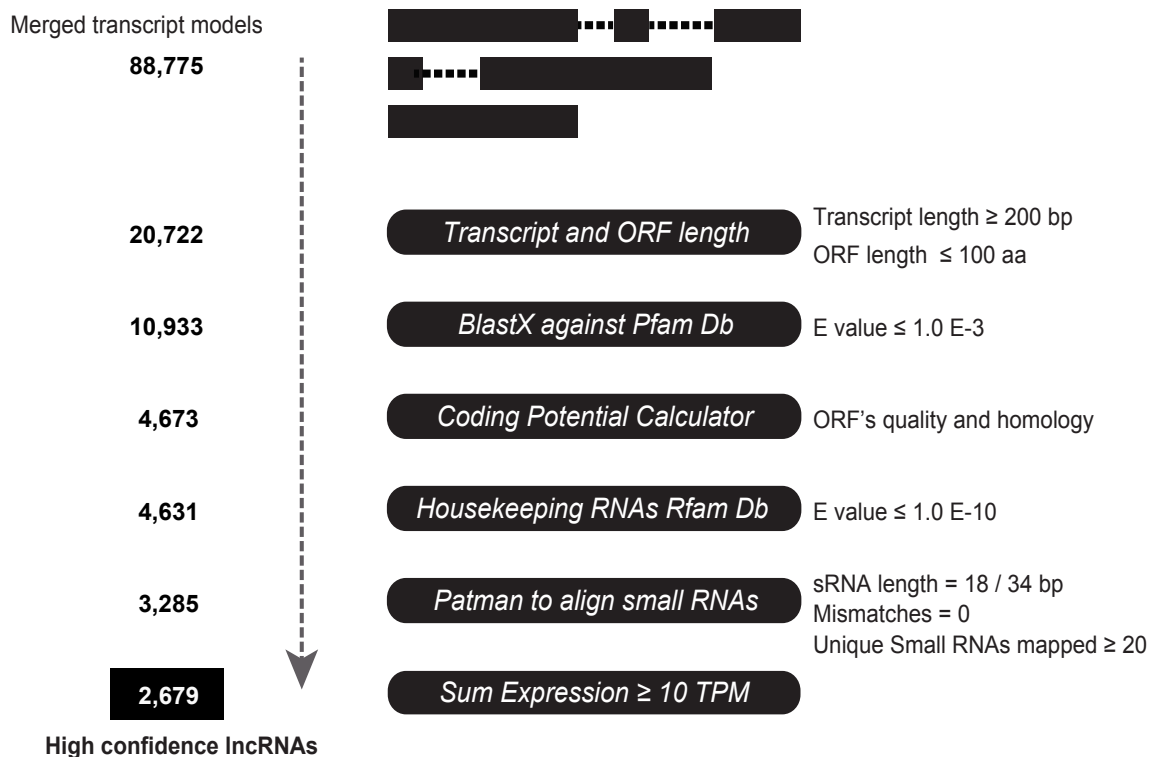 Merged transcript models
88,775
20,722
Transcript and ORF length
Transcript length ≥ 200 bp
ORF length ≤ 100 aa
10,933
BlastX against Pfam Db
E value ≤ 1.0 E-3
4,673
Coding Potential Calculator
ORF's quality and homology
4,631
Housekeeping RNAs Rfam Db
E value ≤ 1.0 E-10
3,285
Patman to align small RNAs
sRNA length = 18 / 34 bp
Mismatches = 0
Unique Small RNAs mapped ≥ 20
2,679
Sum Expression ≥ 10 TPM
High confidence lncRNAs